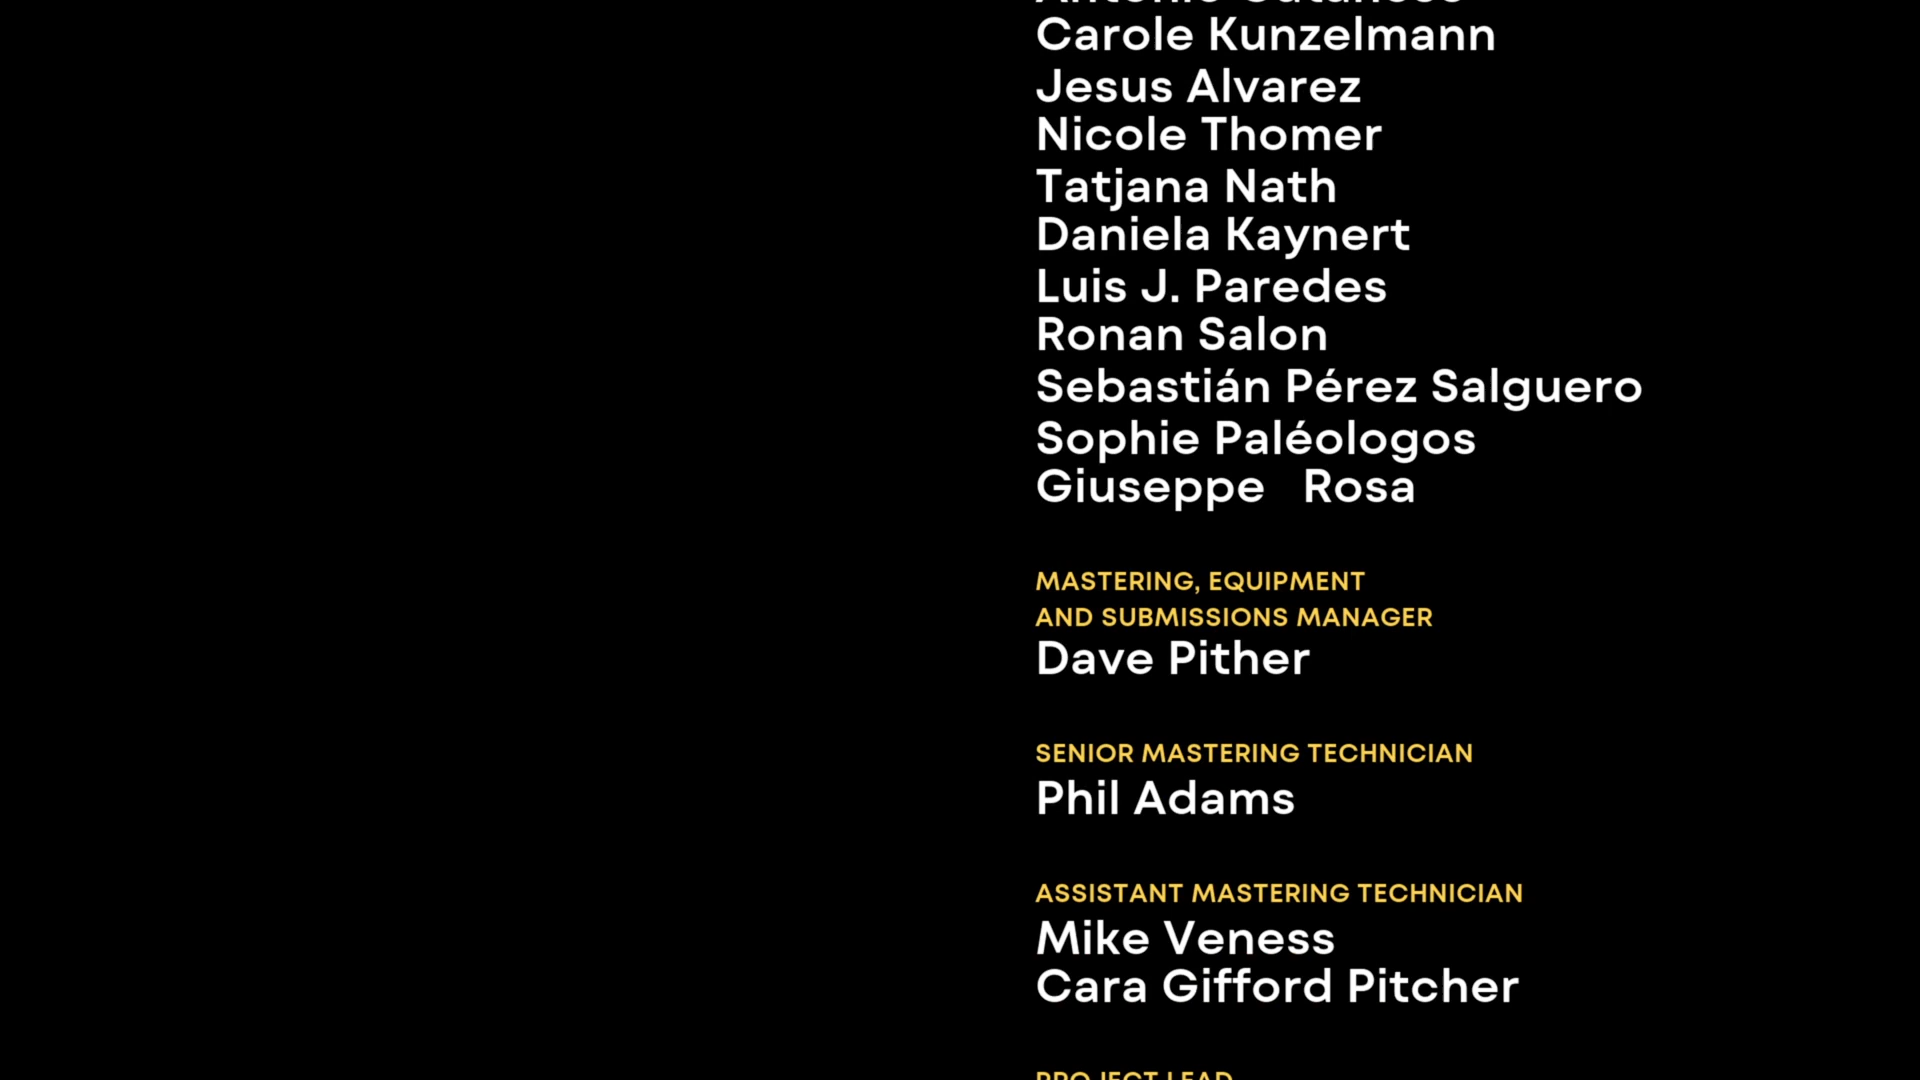 Carole Kunzelmann
Jesus Alvarez
Nicole Thomer
Tatjana Nath
Daniela Kaynert
Luis J. Paredes
Ronan Salon
Sebastián Pérez Salguero
Sophie Paléologos
Giuseppe   Rosa
MASTERING, EQUIPMENT
AND SUBMISSIONS MANAGER
Dave Pither
SENIOR MASTERING TECHNICIAN
Phil Adams
ASSISTANT MASTERING TECHNICIAN
Mike Veness
Cara Gifford Pitcher
PROJECT LEAD